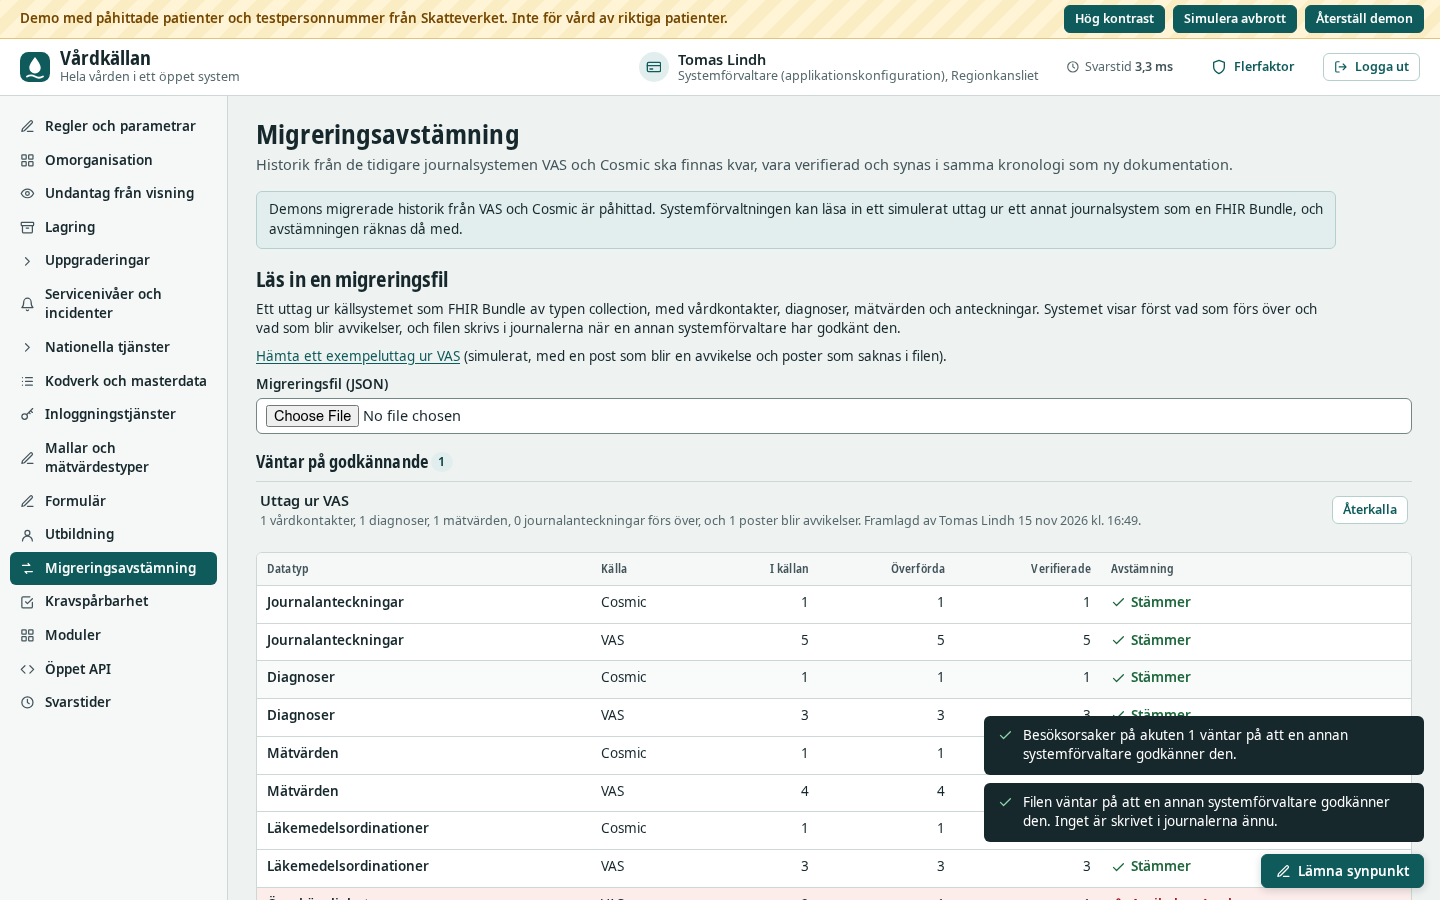 Demo med påhittade patienter och testpersonnummer från Skatteverket. Inte för vård av riktiga patienter.
Hög kontrast
Simulera avbrott
Återställ demon
Vårdkällan
Hela vården i ett öppet system
Tomas Lindh
Systemförvaltare (applikationskonfiguration), Regionkansliet
Svarstid 3,3 ms
Flerfaktor
Logga ut
Regler och parametrar
Omorganisation
Undantag från visning
Lagring
Uppgraderingar
Servicenivåer och
incidenter
Nationella tjänster
Kodverk och masterdata
Inloggningstjänster
Mallar och
mätvärdestyper
Formulär
Utbildning
Migreringsavstämning
Kravspårbarhet
Moduler
Öppet API
Svarstider
Migreringsavstämning
Historik från de tidigare journalsystemen VAS och Cosmic ska finnas kvar, vara verifierad och synas i samma kronologi som ny dokumentation.
Demons migrerade historik från VAS och Cosmic är påhittad. Systemförvaltningen kan läsa in ett simulerat uttag ur ett annat journalsystem som en FHIR Bundle, och
avstämningen räknas då med.
Läs in en migreringsfil
Ett uttag ur källsystemet som FHIR Bundle av typen collection, med vårdkontakter, diagnoser, mätvärden och anteckningar. Systemet visar först vad som förs över och
vad som blir avvikelser, och filen skrivs i journalerna när en annan systemförvaltare har godkänt den.
Hämta ett exempeluttag ur VAS (simulerat, med en post som blir en avvikelse och poster som saknas i filen).
Migreringsfil (JSON)
Choose File No file chosen
Väntar på godkännande 1
Uttag ur VAS
1 vårdkontakter, 1 diagnoser, 1 mätvärden, 0 journalanteckningar förs över, och 1 poster blir avvikelser. Framlagd av Tomas Lindh 15 nov 2026 kl. 16:49.
Återkalla
Datatyp Källa I källan Överförda Verifierade Avstämning
Journalanteckningar Cosmic 1 1 1 Stämmer
Journalanteckningar VAS 5 5 5 Stämmer
Diagnoser Cosmic 1 1 1 Stämmer
Diagnoser VAS 3 3 3 Stämmer
Mätvärden Cosmic 1 1
Mätvärden VAS 4 4
Läkemedelsordinationer Cosmic 1 1
Läkemedelsordinationer VAS 3 3 3 Stämmer
Besöksorsaker på akuten 1 väntar på att en annan
systemförvaltare godkänner den.
Filen väntar på att en annan systemförvaltare godkänner
den. Inget är skrivet i journalerna ännu.
Lämna synpunkt